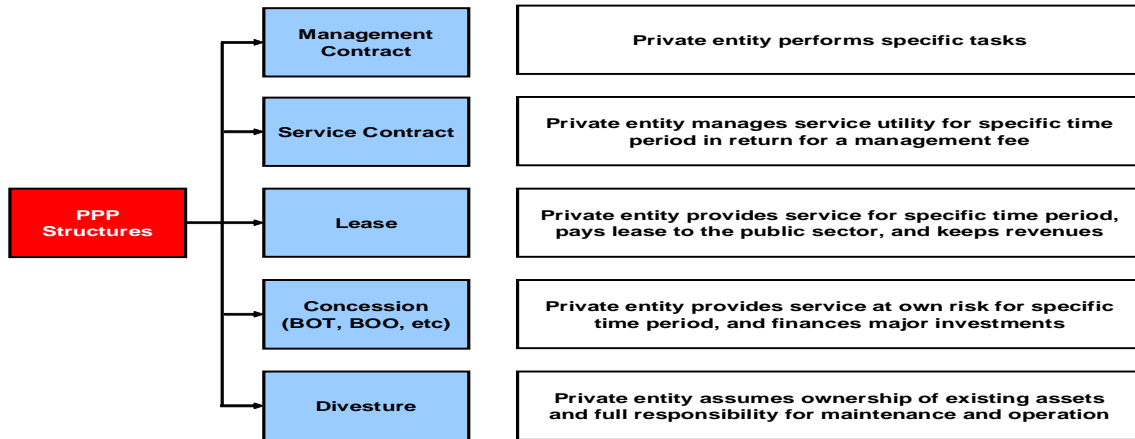 Management
Contract
Private entity performs specific tasks
Service Contract
Private entity manages service utility for specific time
period in return for a management fee
PPP
Structures
Lease
Private entity provides service for specific time period,
pays lease to the public sector, and keeps revenues
Concession
(BOT, BOO, etc)
Private entity provides service at own risk for specific
time period, and finances major investments
Divesture
Private entity assumes ownership of existing assets
and full responsibility for maintenance and operation